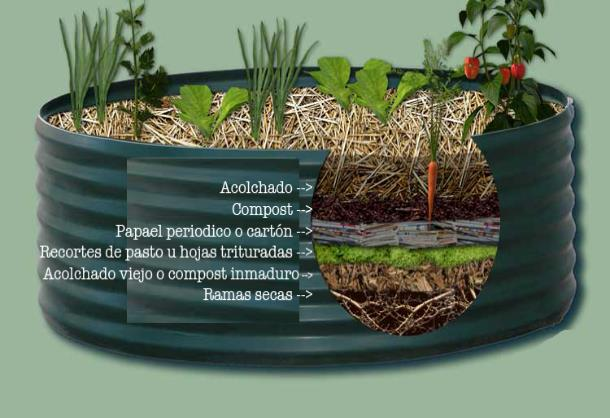 Acolchado -->
Compost -->
Papael periodico o cartón -->
Recortes de pasto u hojas trituradas -->
Acolchado viejo o compost inmaduro -->
Ramas secas -->